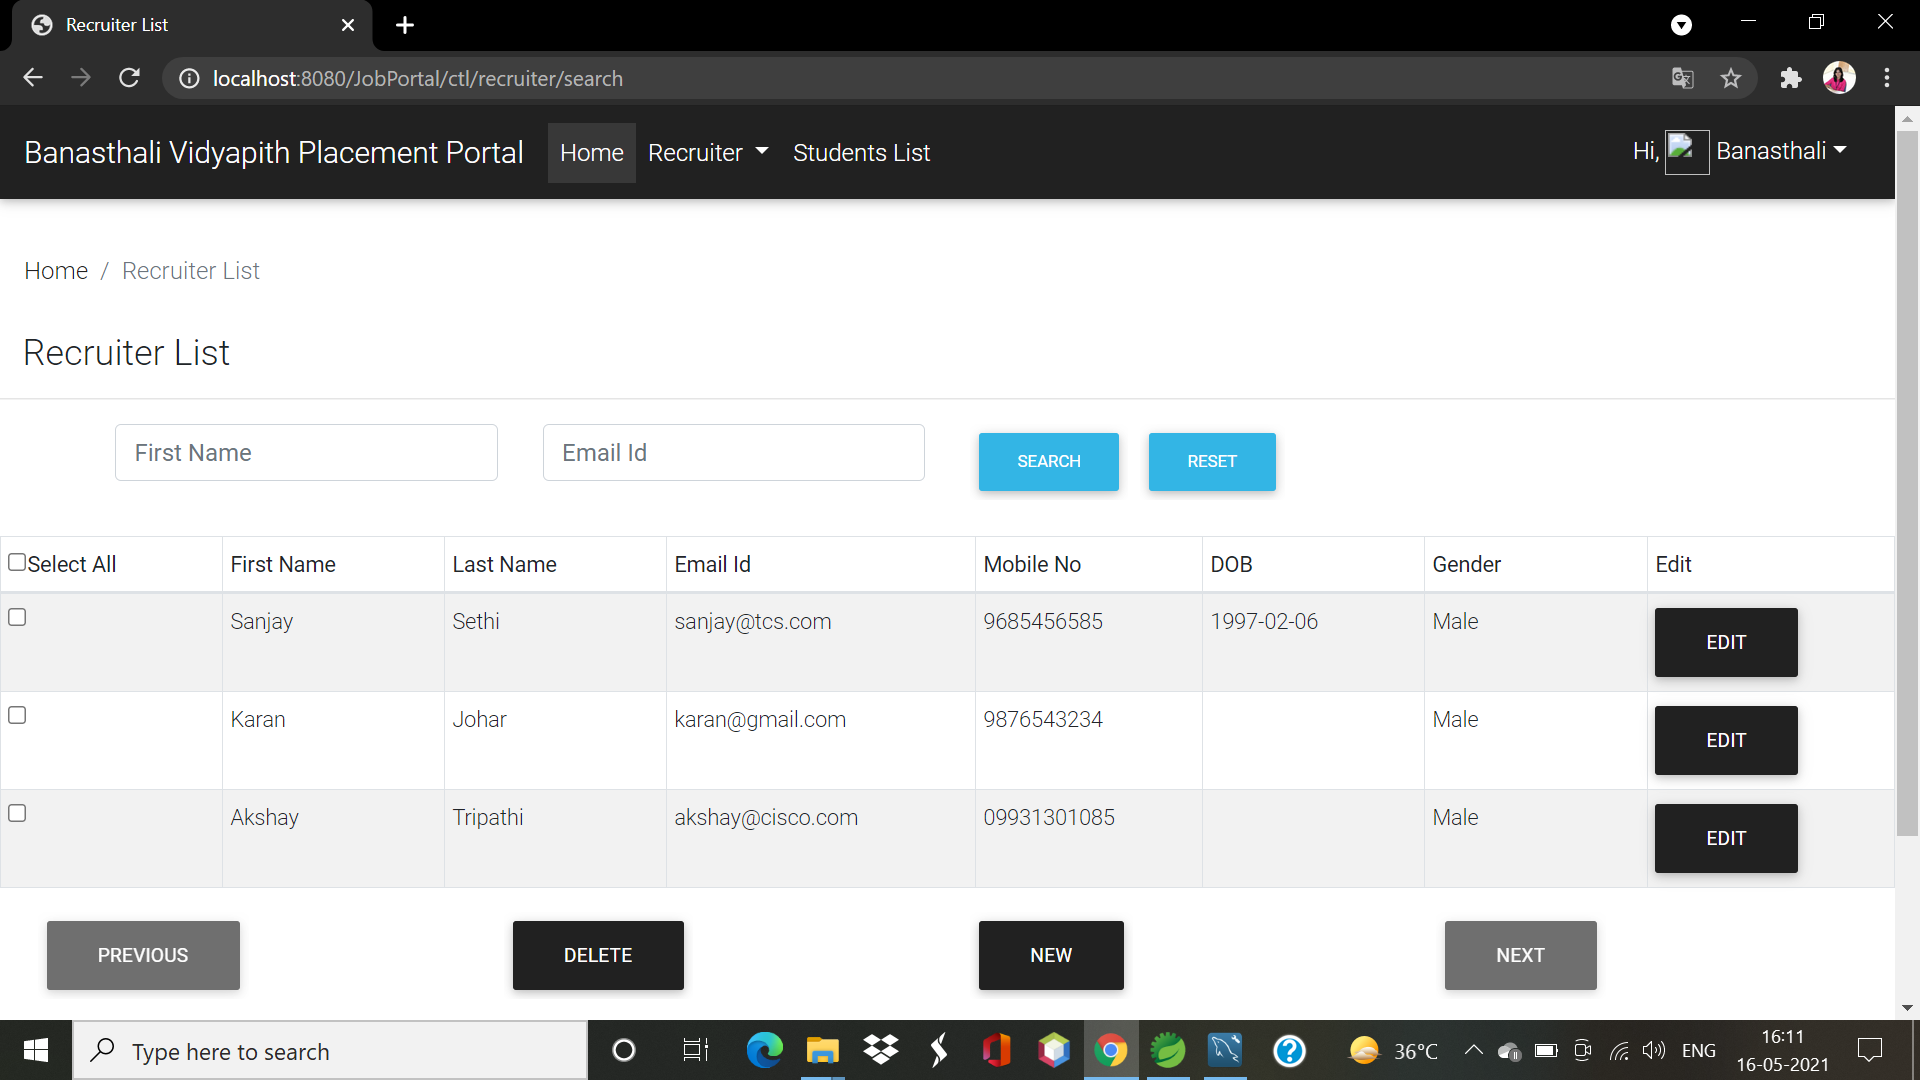 Recruiter List
localhost:8080/JobPortal/ctl/recruiter/search
Banasthali Vidyapith Placement Portal Home Recruiter Students List Hi, Banasthali
Home / Recruiter List
Recruiter List
First Name Email Id SEARCH RESET
Select All First Name Last Name Email Id Mobile No DOB Gender Edit
Sanjay Sethi sanjay@tcs.com 9685456585 1997-02-06 Male EDIT
Karan Johar karan@gmail.com 9876543234 Male EDIT
Akshay Tripathi akshay@cisco.com 09931301085 Male EDIT
PREVIOUS DELETE NEW NEXT
Type here to search 36°C ENG 16:11
16-05-2021